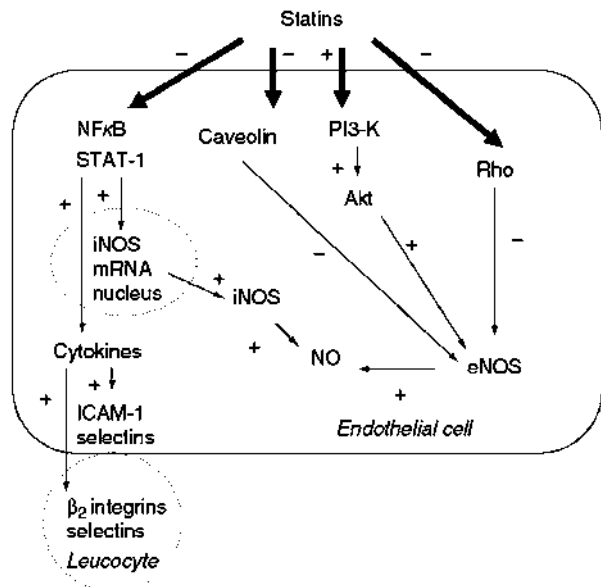 Statins
− − + −
NFκB
STAT-1
Caveolin
PI3-K
Rho
+ + +
Akt
iNOS
mRNA
nucleus
− + −
+
iNOS
Cytokines
+
NO
eNOS
+
+ +
ICAM-1
selectins
Endothelial cell
β2 integrins
selectins
Leucocyte